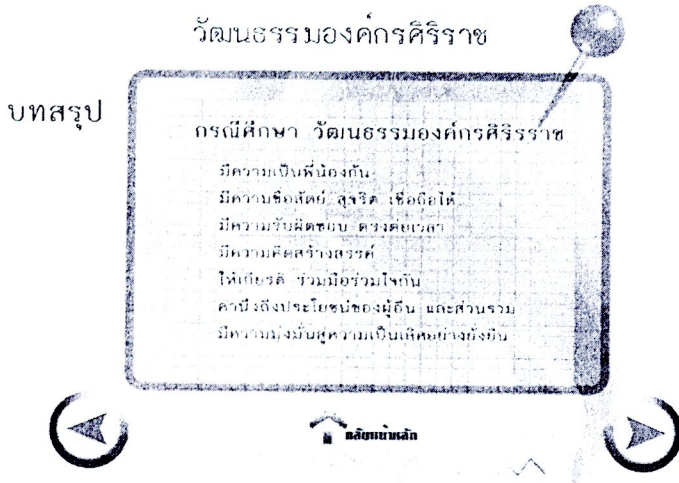 วัฒนธรรมองค์กรศิริราช
บทสรุป
กรณีศึกษา วัฒนธรรมองค์กรศิริราช
มีความเป็นพี่น้องกัน
มีความซื่อสัตย์ สุจริต เชื่อถือได้
มีความรับผิดชอบ ตรงต่อเวลา
มีความคิดสร้างสรรค์
ให้เกียรติ ร่วมมือร่วมใจกัน
คำนึงถึงประโยชน์ของผู้อื่น และส่วนรวม
มีความมุ่งมั่นสู่ความเป็นเลิศอย่างยั่งยืน
กลับหน้าหลัก